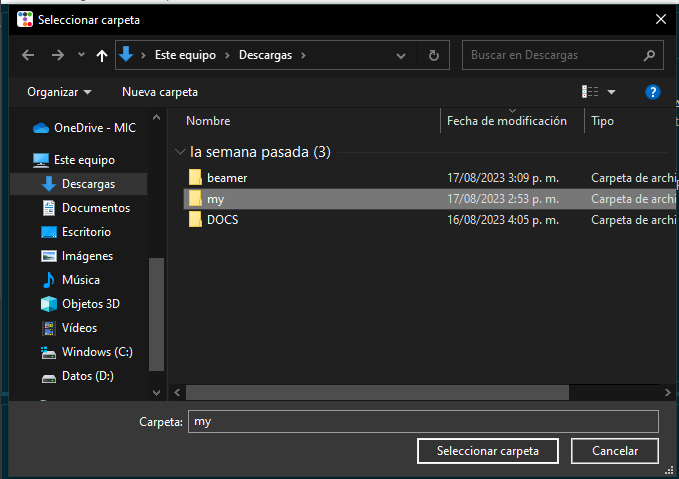 Seleccionar carpeta
Este equipo Descargas Buscar en Descargas
Organizar Nueva carpeta
Nombre Fecha de modificación Tipo
OneDrive - MIC
Este equipo
Descargas
Documentos
Escritorio
Imágenes
Música
Objetos 3D
Vídeos
Windows (C:)
Datos (D:)
la semana pasada (3)
beamer 17/08/2023 3:09 p. m. Carpeta de archi
my 17/08/2023 2:53 p. m. Carpeta de archi
DOCS 16/08/2023 4:05 p. m. Carpeta de archi
Carpeta: my
Seleccionar carpeta Cancelar